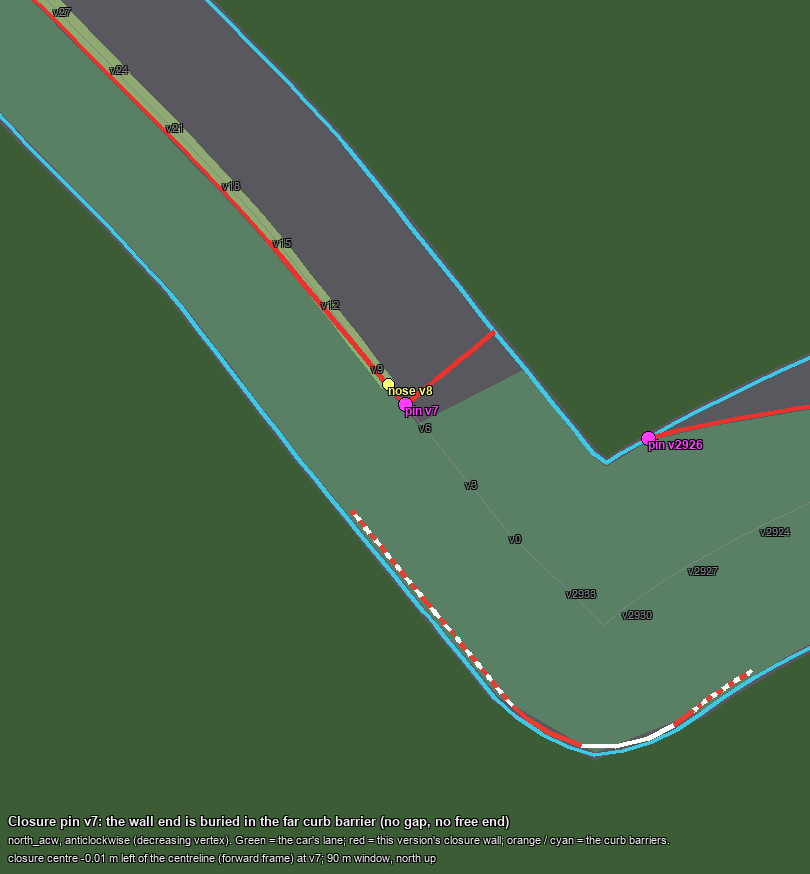 v27
v24
v21
v18
v15
v12
v9
nose v8
pin v7
v6
pin v2926
v3
v0
v2924
v2927
v2933
v2930
Closure pin v7: the wall end is buried in the far curb barrier (no gap, no free end)
north_acw, anticlockwise (decreasing vertex). Green = the car's lane; red = this version's closure wall; orange / cyan = the curb barriers.
closure centre -0.01 m left of the centreline (forward frame) at v7; 90 m window, north up